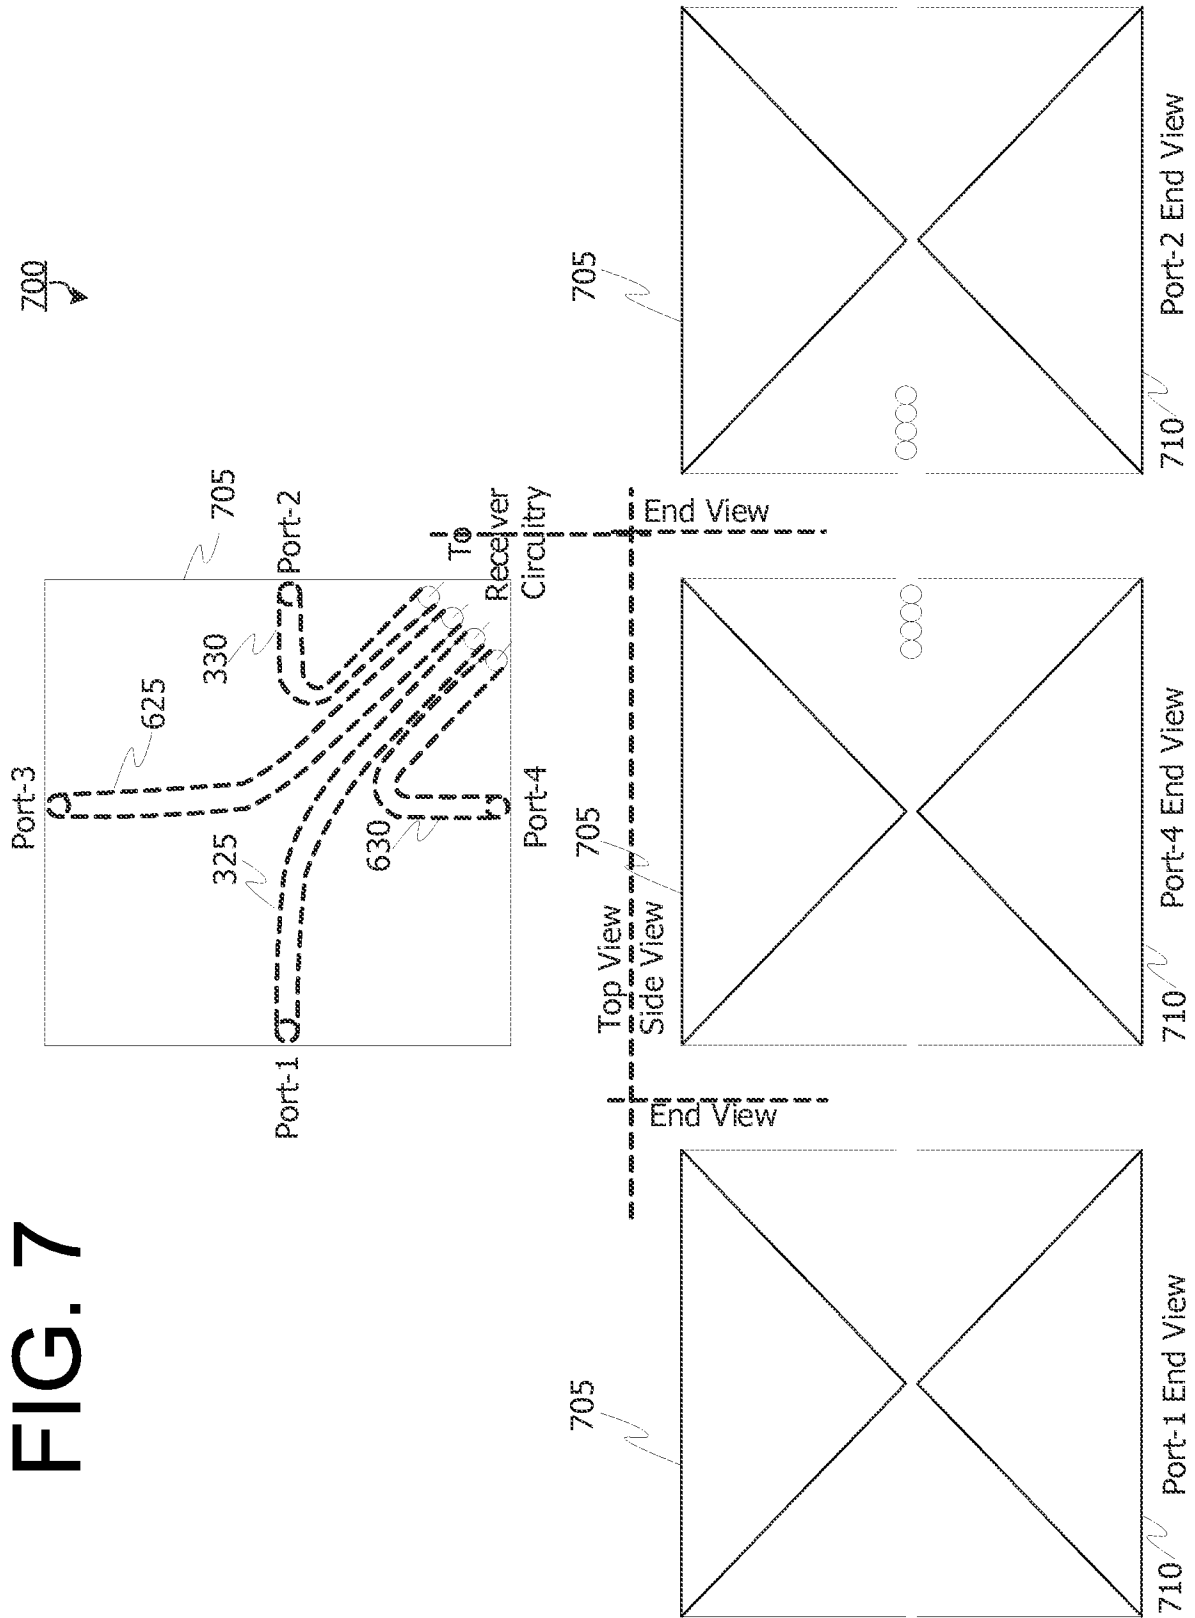 FIG. 7
700
Port-3
625
Port-1
325
330
Port-2
705
630
Port-4
To
Receiver
Circuitry
Top View
Side View
End View
End View
705
710
Port-1 End View
705
710
Port-4 End View
705
710
Port-2 End View